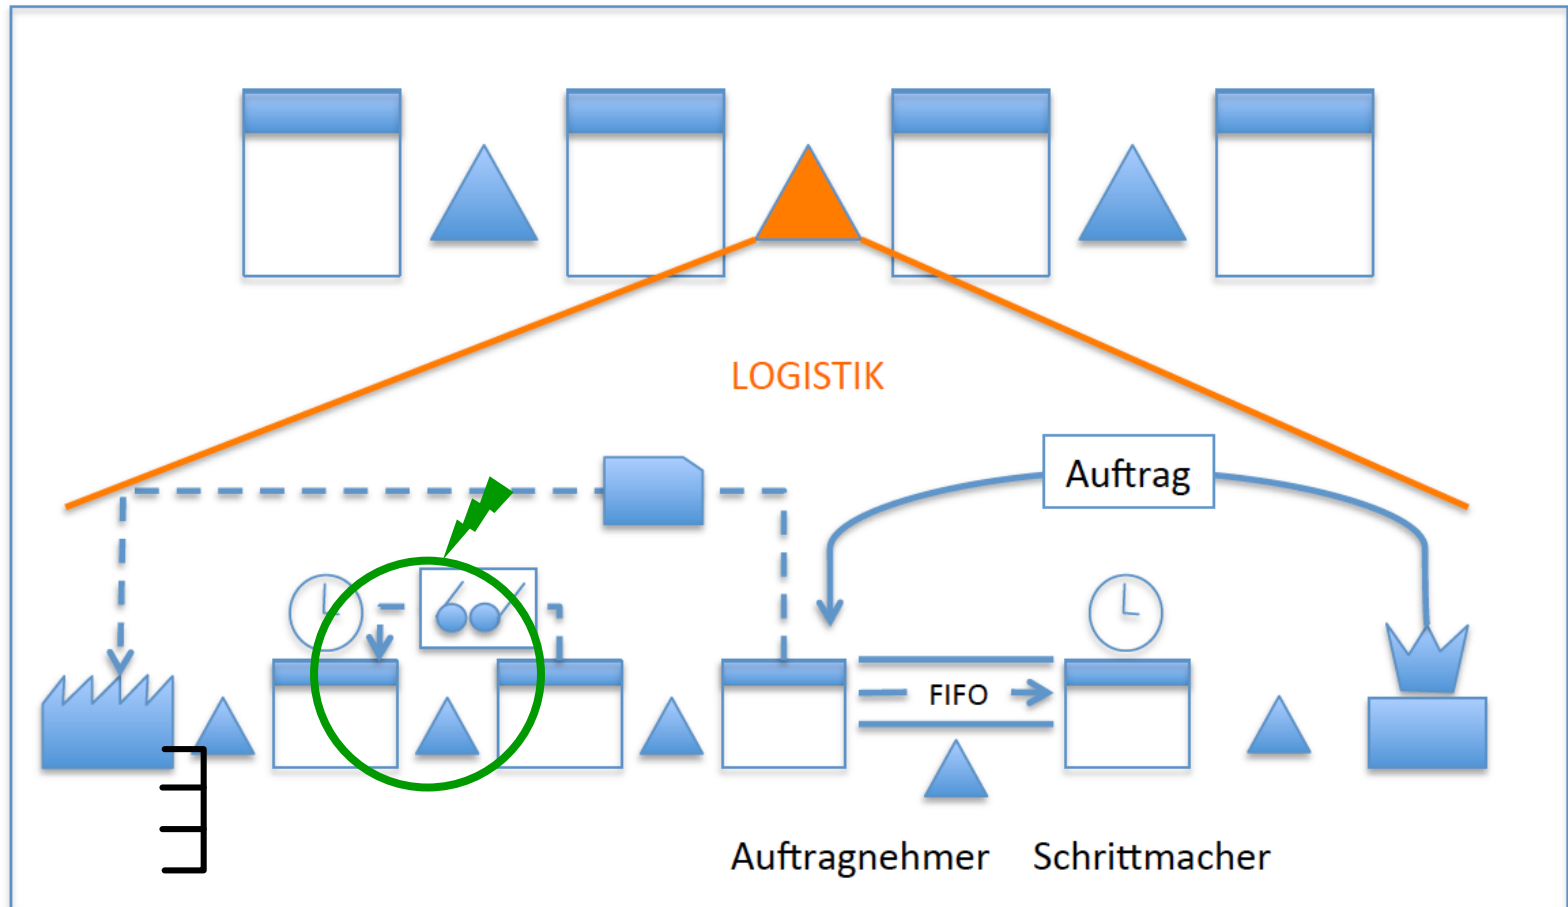 LOGISTIK
Auftrag
FIFO
Auftragnehmer
Schrittmacher